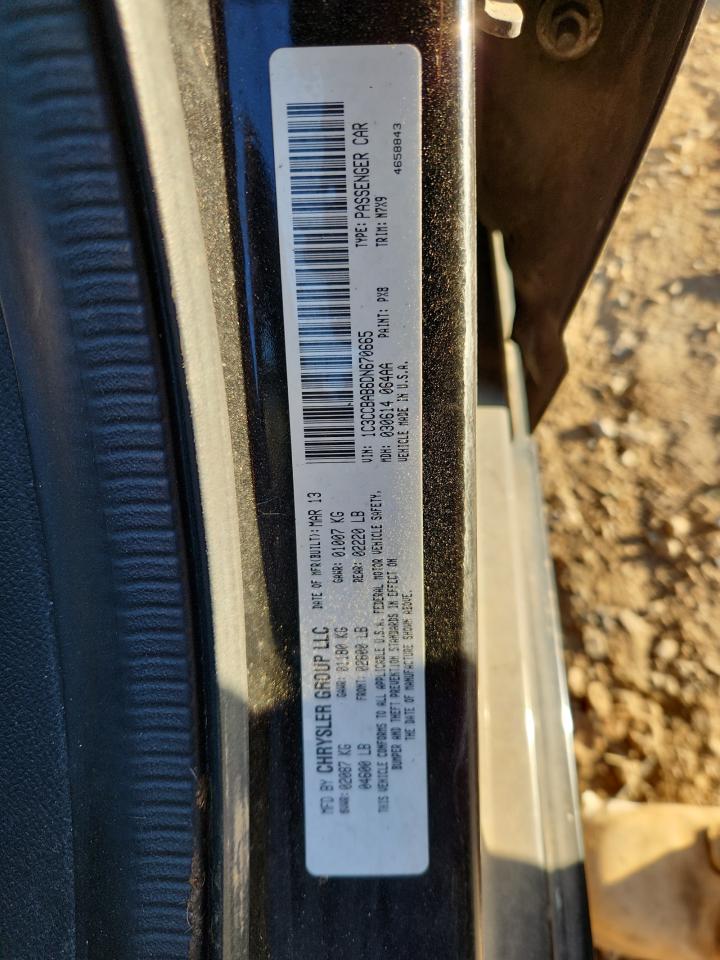 MFD BY CHRYSLER GROUP LLC DATE OF MFR(BUILT): MAR 13
GVWR: 02087 KG GAWR: 01180 KG GAWR: 01007 KG
04600 LB FRONT: 02600 LB REAR: 02220 LB
THIS VEHICLE CONFORMS TO ALL APPLICABLE U.S.A. FEDERAL MOTOR VEHICLE SAFETY,
BUMPER AND THEFT PREVENTION STANDARDS IN EFFECT ON
THE DATE OF MANUFACTURE SHOWN ABOVE.
VIN: 1C3CCBAB6DN670665 TYPE: PASSENGER CAR
MDH: 030614 064AA PAINT: PX8 TRIM: M7X9
VEHICLE MADE IN U.S.A. 4658843